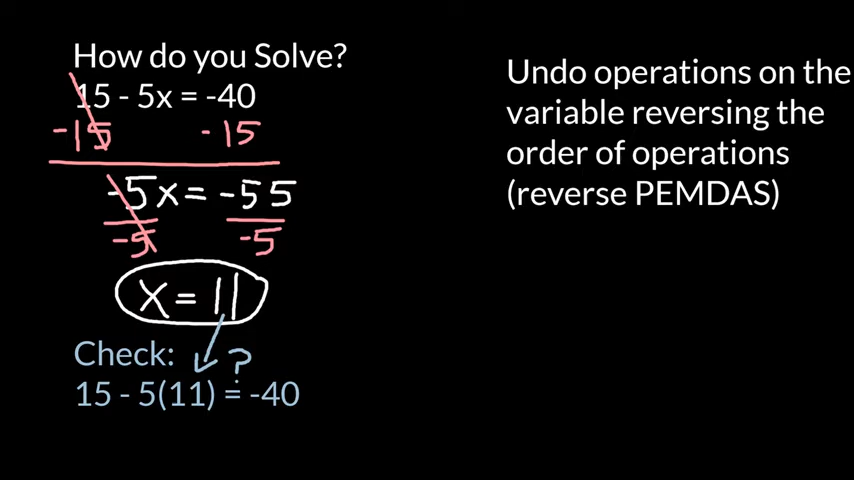 How do you Solve?
15 - 5x = -40
-15 -15
-5x = -55
-5 -5
x = 11
Check: ?
15 - 5(11) = -40
Undo operations on the
variable reversing the
order of operations
(reverse PEMDAS)